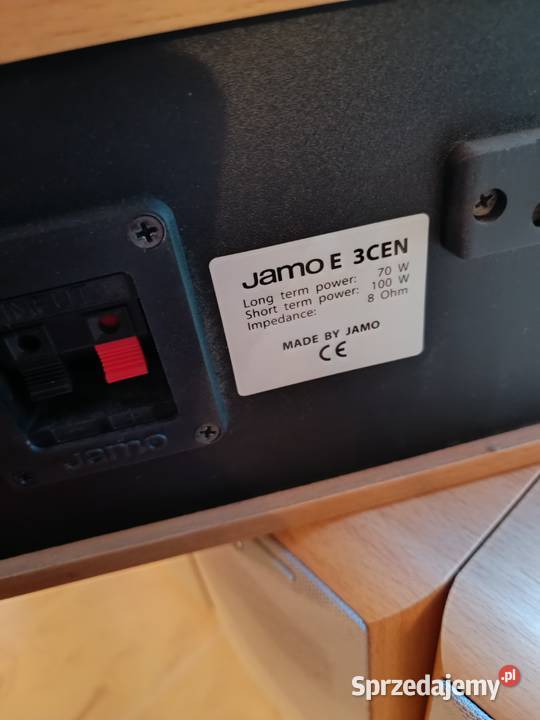 Jamo E 3CEN
Long term power: 70 W
Short term power: 100 W
Impedance: 8 Ohm
MADE BY JAMO
CE
Jamo
Sprzedajemy.pl